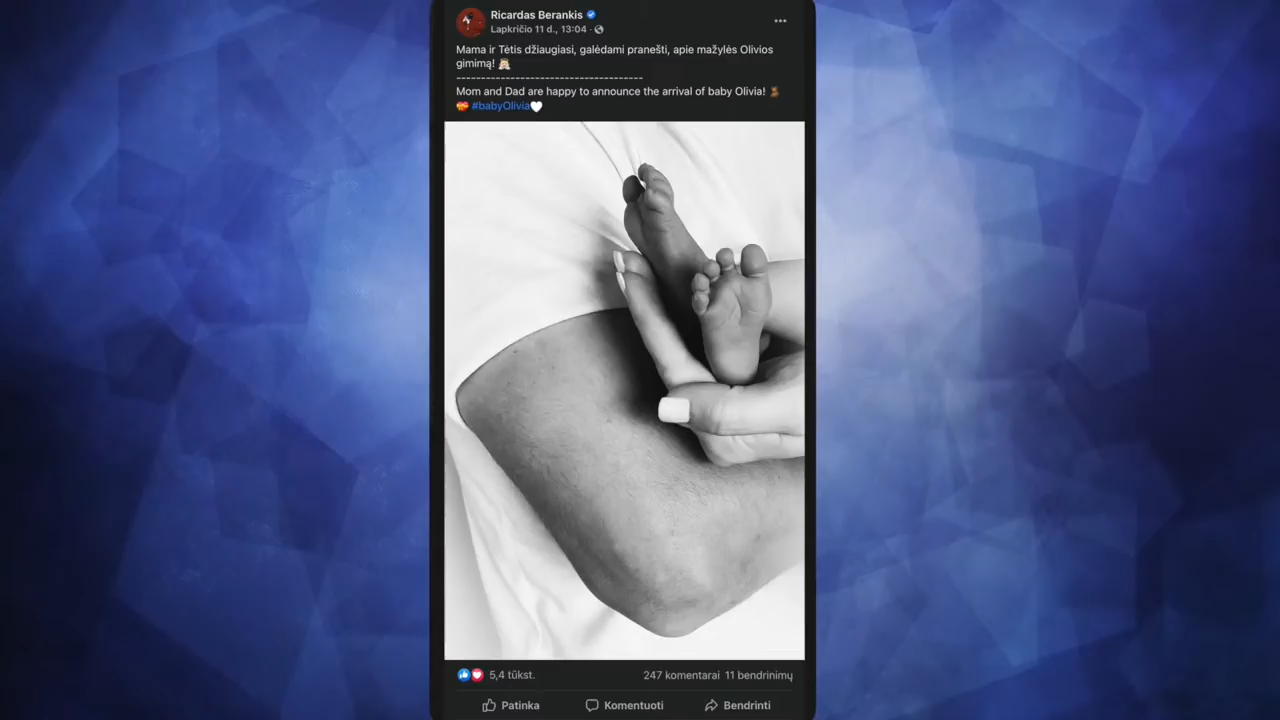 Ricardas Berankis
Lapkričio 11 d., 13:04 ·
Mama ir Tėtis džiaugiasi, galėdami pranešti, apie mažylės Olivios
gimimą! 👼🏻
--------------------------------------
Mom and Dad are happy to announce the arrival of baby Olivia! 🧸
💝 #babyOlivia🤍
5,4 tūkst.
247 komentarai 11 bendrinimų
Patinka Komentuoti Bendrinti